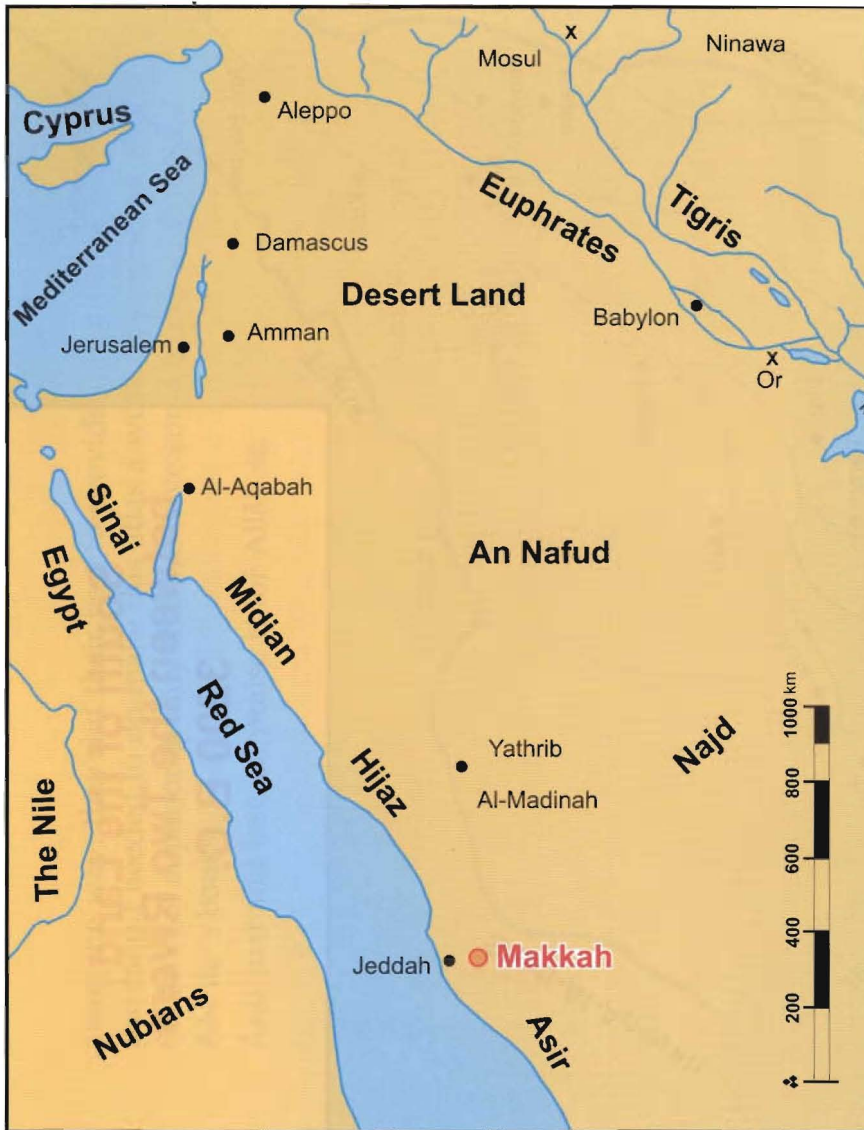 Mosul
x
Ninawa
Aleppo
Cyprus
Mediterranean Sea
Euphrates
Tigris
Damascus
Desert Land
Babylon
Jerusalem
Amman
x
Or
Al-Aqabah
Sinai
Egypt
An Nafud
Midian
Red Sea
1000 km
Najd
Yathrib
Hijaz
Al-Madinah
800
The Nile
600
400
Jeddah
Makkah
200
Nubians
Asir